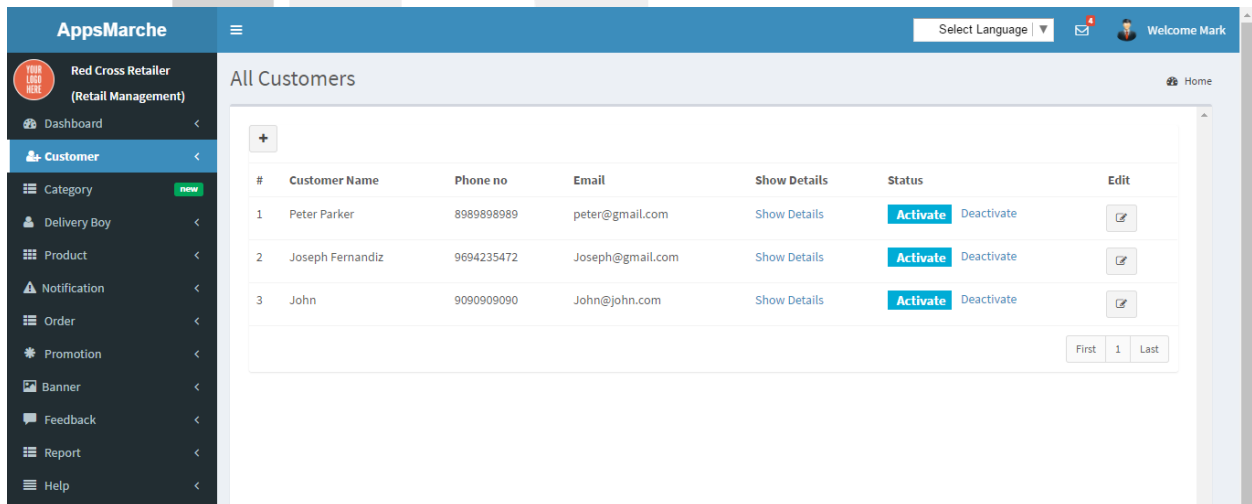 AppsMarche
Select Language ▼
4
Welcome Mark
YOUR
LOGO
HERE
Red Cross Retailer
(Retail Management)
All Customers
Home
Dashboard
Customer
Category new
Delivery Boy
Product
Notification
Order
Promotion
Banner
Feedback
Report
Help
+
# Customer Name Phone no Email Show Details Status Edit
1 Peter Parker 8989898989 peter@gmail.com Show Details Activate Deactivate
2 Joseph Fernandiz 9694235472 Joseph@gmail.com Show Details Activate Deactivate
3 John 9090909090 John@john.com Show Details Activate Deactivate
First 1 Last